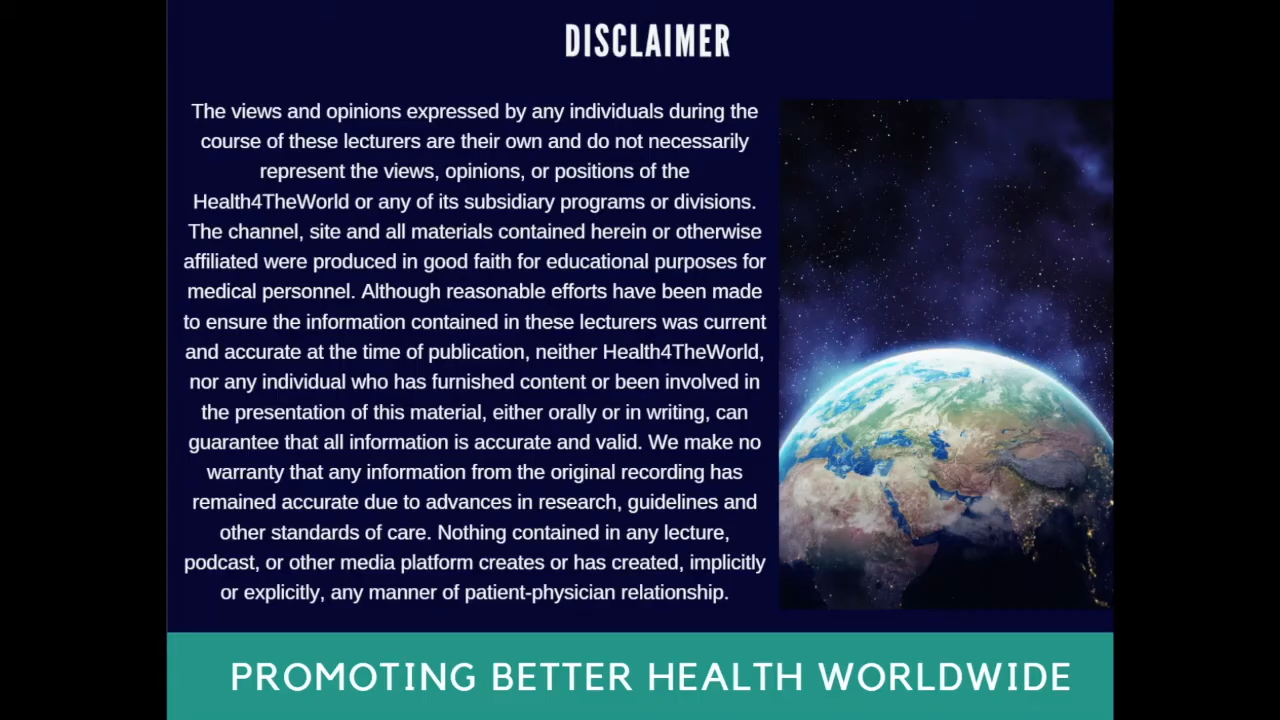 DISCLAIMER
The views and opinions expressed by any individuals during the
course of these lecturers are their own and do not necessarily
represent the views, opinions, or positions of the
Health4TheWorld or any of its subsidiary programs or divisions.
The channel, site and all materials contained herein or otherwise
affiliated were produced in good faith for educational purposes for
medical personnel. Although reasonable efforts have been made
to ensure the information contained in these lecturers was current
and accurate at the time of publication, neither Health4TheWorld,
nor any individual who has furnished content or been involved in
the presentation of this material, either orally or in writing, can
guarantee that all information is accurate and valid. We make no
warranty that any information from the original recording has
remained accurate due to advances in research, guidelines and
other standards of care. Nothing contained in any lecture,
podcast, or other media platform creates or has created, implicitly
or explicitly, any manner of patient-physician relationship.
PROMOTING BETTER HEALTH WORLDWIDE